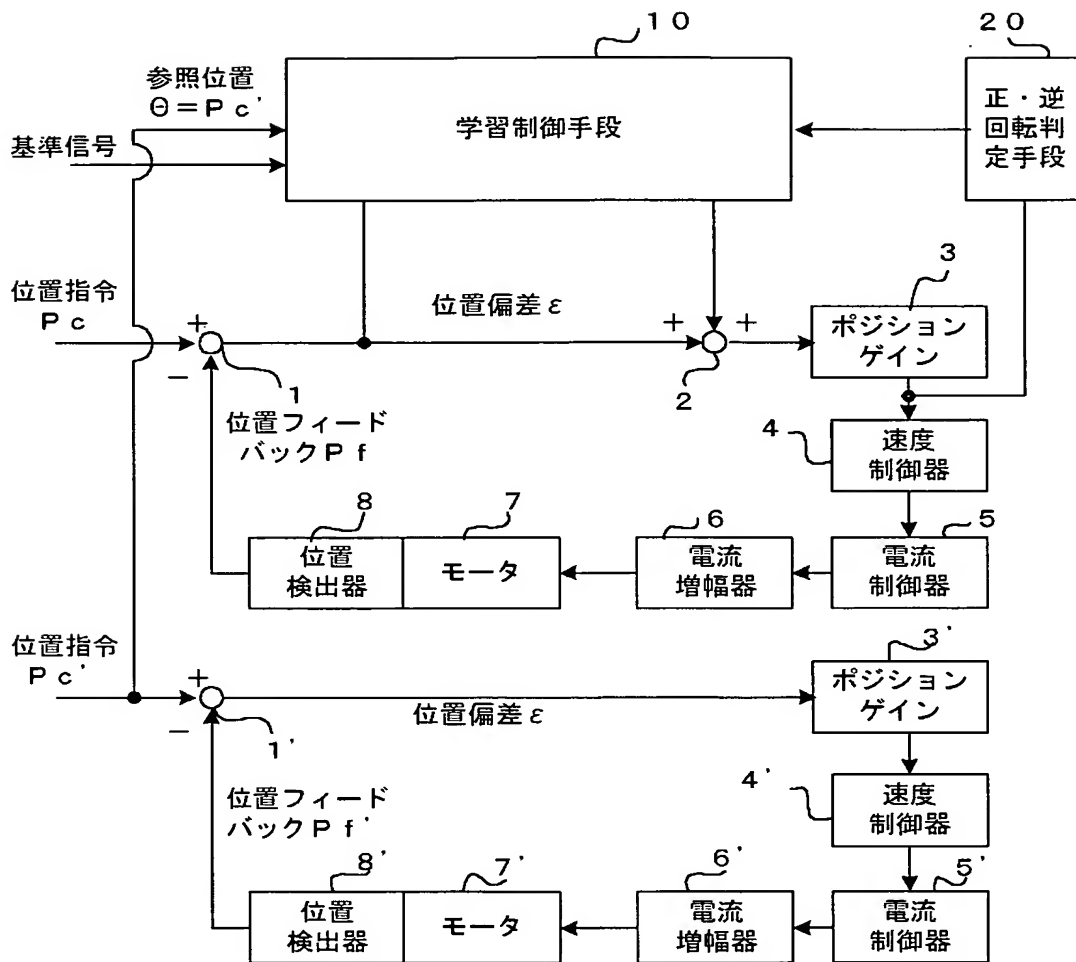 10
20
参照位置
Θ=Pc'
基準信号
学習制御手段
正・逆
回転判
定手段
位置指令
Pc
+
−
1
位置偏差ε
+
+
2
3
ポジション
ゲイン
位置フィード
バックPf
4
速度
制御器
8
位置
検出器
7
モータ
6
電流
増幅器
5
電流
制御器
位置指令
Pc'
+
−
1'
位置偏差ε
3'
ポジション
ゲイン
位置フィード
バックPf'
4'
速度
制御器
8'
位置
検出器
7'
モータ
6'
電流
増幅器
5'
電流
制御器